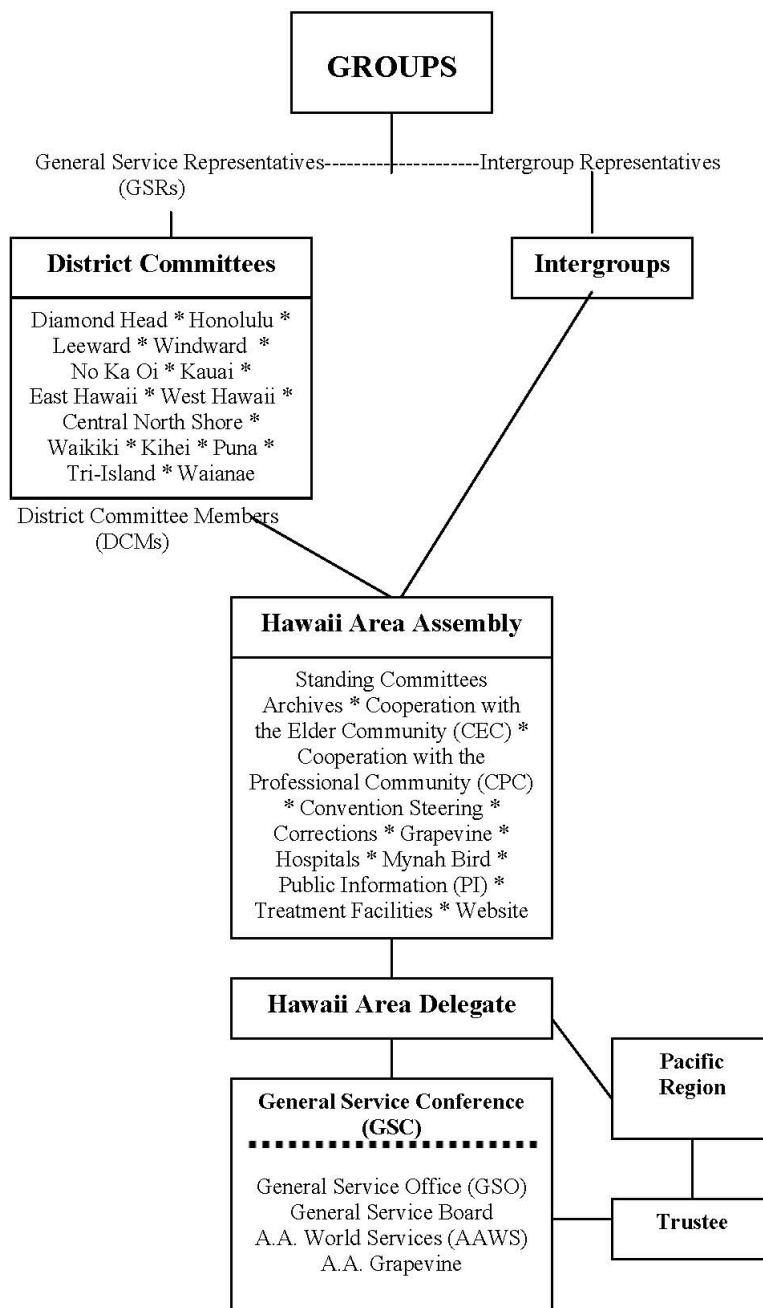 GROUPS
General Service Representatives
(GSRs)
Intergroup Representatives
District Committees
Diamond Head * Honolulu *
Leeward * Windward *
No Ka Oi * Kauai *
East Hawaii * West Hawaii *
Central North Shore *
Waikiki * Kihei * Puna *
Tri-Island * Waianae
District Committee Members
(DCMs)
Intergroups
Hawaii Area Assembly
Standing Committees
Archives * Cooperation with
the Elder Community (CEC) *
Cooperation with the
Professional Community (CPC)
* Convention Steering *
Corrections * Grapevine *
Hospitals * Mynah Bird *
Public Information (PI) *
Treatment Facilities * Website
Hawaii Area Delegate
General Service Conference
(GSC)
General Service Office (GSO)
General Service Board
A.A. World Services (AAWS)
A.A. Grapevine
Pacific
Region
Trustee